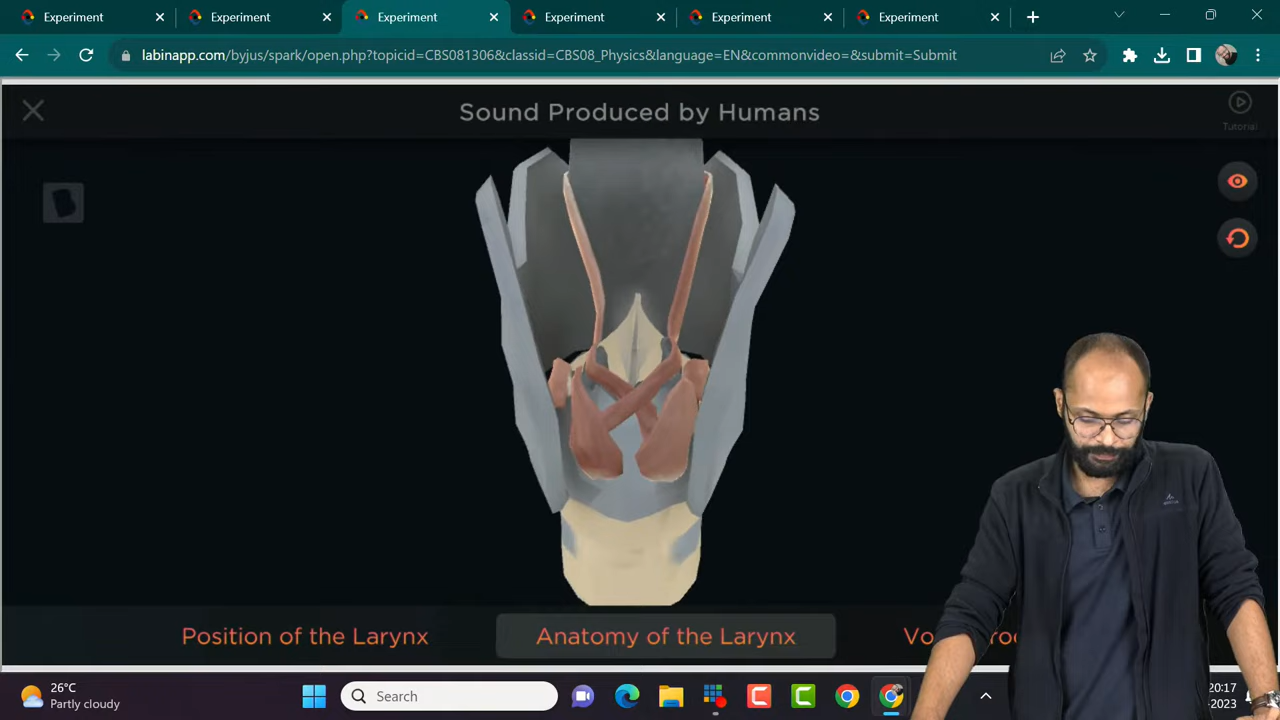 Experiment
Experiment
Experiment
Experiment
Experiment
Experiment
labinapp.com/byjus/spark/open.php?topicid=CBS081306&classid=CBS08_Physics&language=EN&commonvideo=&submit=Submit
Sound Produced by Humans
Tutorial
Position of the Larynx
Anatomy of the Larynx
26°C
Partly cloudy
Search
20:17
-2023